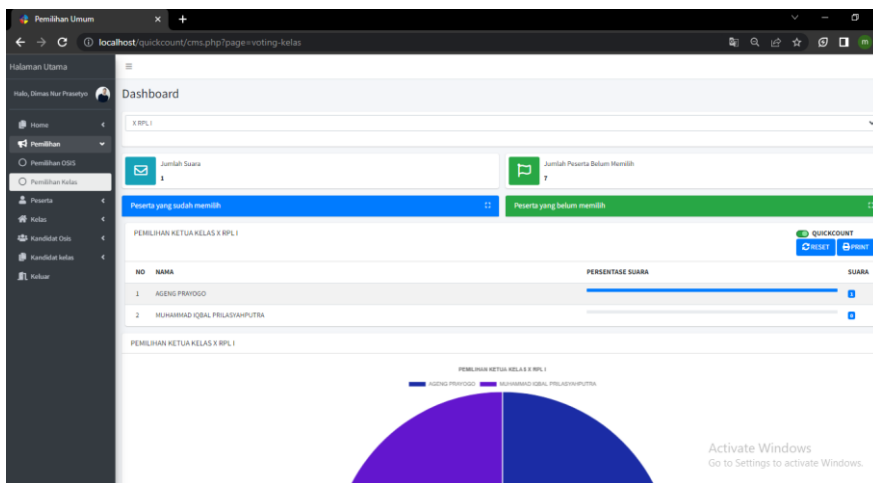 Pemilihan Umum
localhost/quickcount/cms.php?page=voting-kelas
m
Halaman Utama
Halo, Dimas Nur Prasetyo
Home
Pemilihan
Pemilihan OSIS
Pemilihan Kelas
Peserta
Kelas
Kandidat Osis
Kandidat kelas
Keluar
Dashboard
X RPL I
Jumlah Suara
1
Jumlah Peserta Belum Memilih
7
Peserta yang sudah memilih
Peserta yang belum memilih
PEMILIHAN KETUA KELAS X RPL I
QUICKCOUNT
RESET PRINT
NO NAMA PERSENTASE SUARA SUARA
1 AGENG PRAYOGO 1
2 MUHAMMAD IQBAL PRILASYAHPUTRA 0
PEMILIHAN KETUA KELAS X RPL I
PEMILIHAN KETUA KELAS X RPL I
AGENG PRAYOGO MUHAMMAD IQBAL PRILASYAHPUTRA
Activate Windows
Go to Settings to activate Windows.